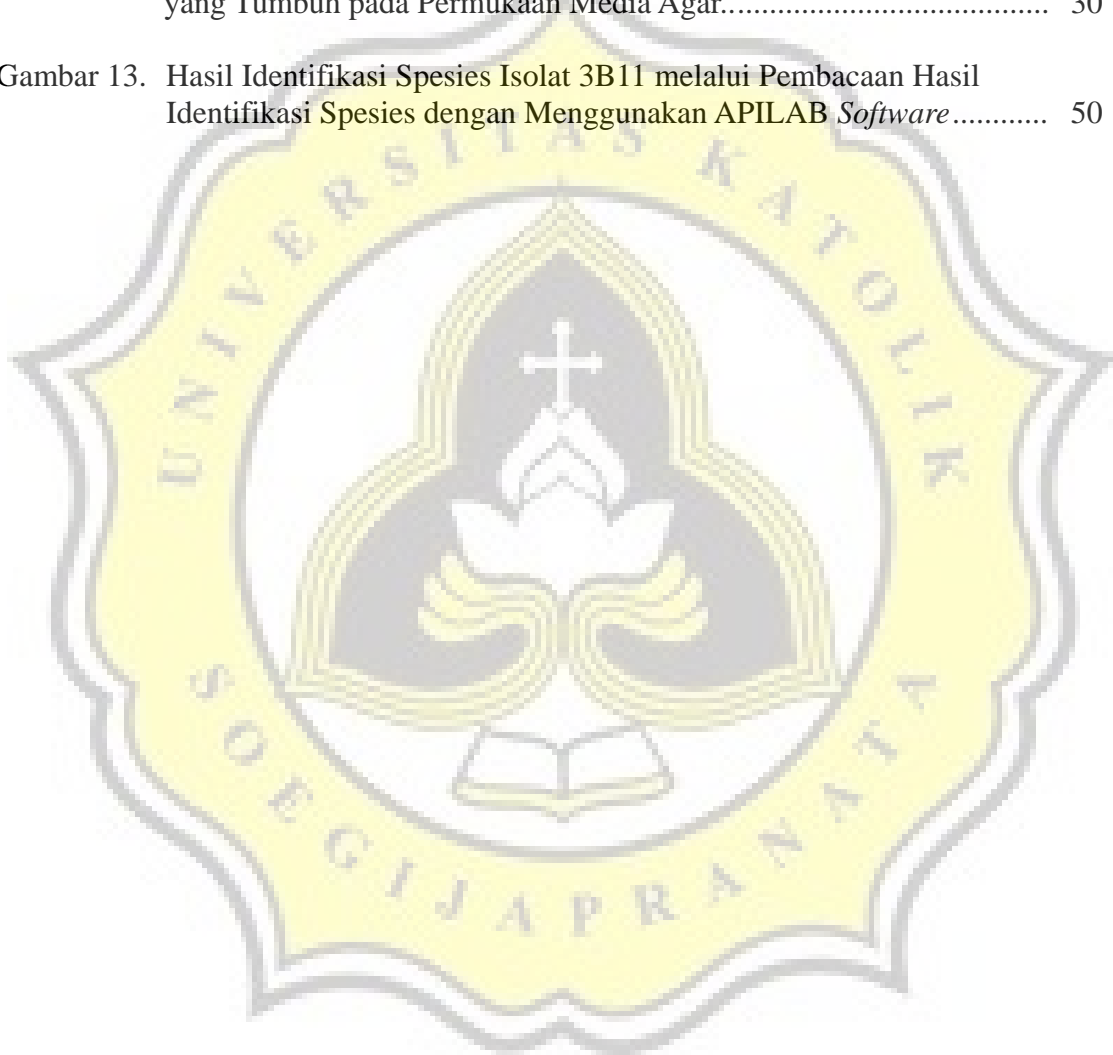 yang Tumbuh pada Permukaan Media Agar..................................... 30
Gambar 13. Hasil Identifikasi Spesies Isolat 3B11 melalui Pembacaan Hasil
Identifikasi Spesies dengan Menggunakan APILAB Software............ 50
UNIVERSITAS KATOLIK
SOEGIJAPRANATA